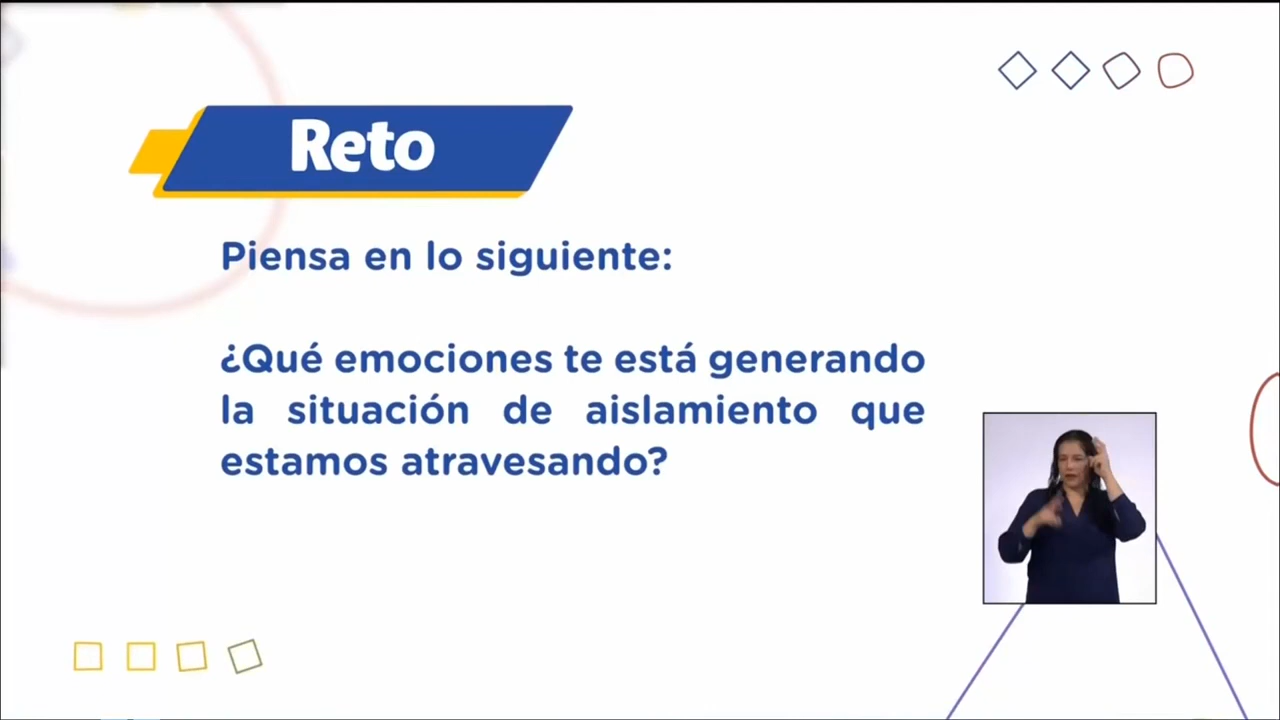 Reto
Piensa en lo siguiente:
¿Qué emociones te está generando
la situación de aislamiento que
estamos atravesando?